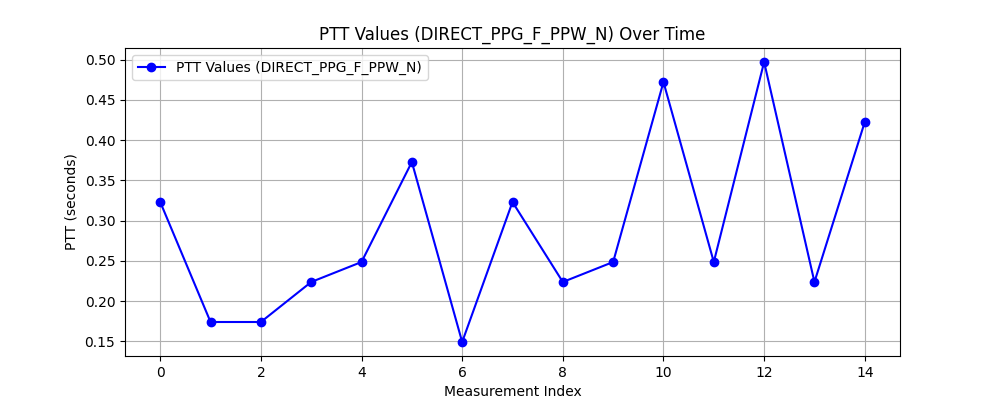 PTT Values (DIRECT_PPG_F_PPW_N) Over Time
PTT Values (DIRECT_PPG_F_PPW_N)
PTT (seconds)
0.50
0.45
0.40
0.35
0.30
0.25
0.20
0.15
0 2 4 6 8 10 12 14
Measurement Index